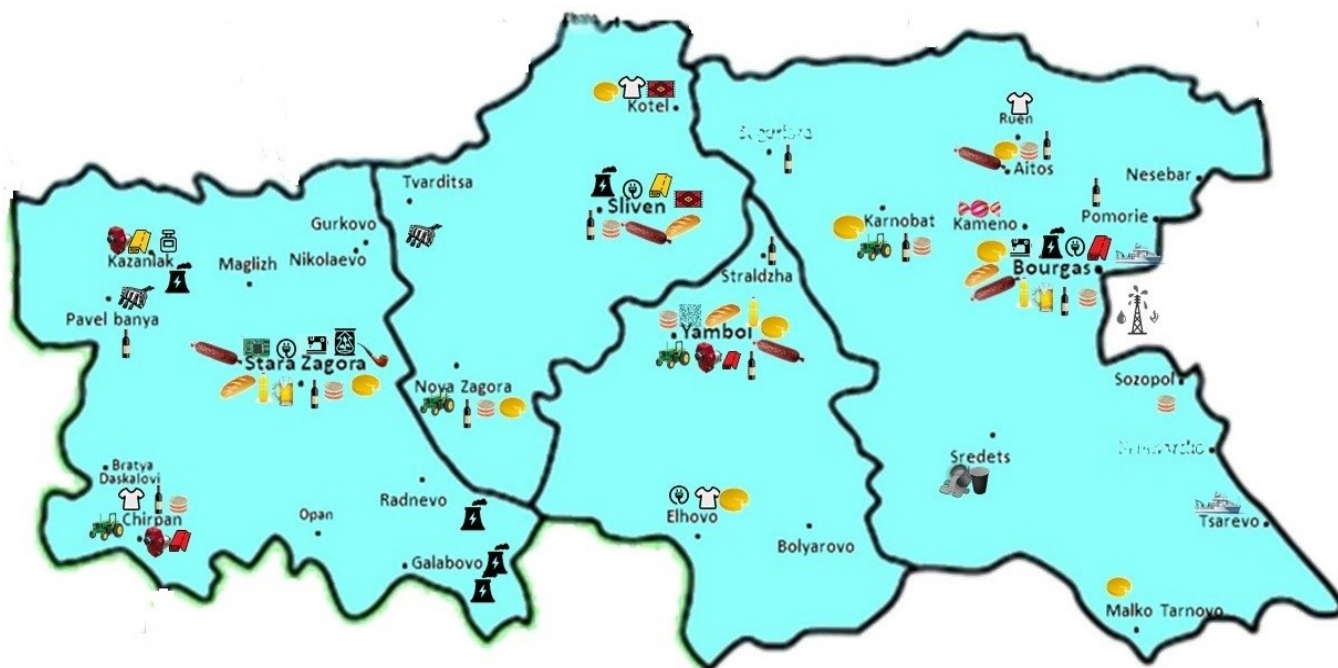 Kotel
Ruen
Aitos
Nesebar
Tvarditsa
Sliven
Karnobat
Kameno
Pomorie
Gurkovo
Nikolaevo
Kazanlak
Maglizh
Straldzha
Bourgas
Pavel banya
Yambol
Stara Zagora
Nova Zagora
Sozopol
Sredets
Bratya
Daskalovi
Radnevo
Opan
Chirpan
Elhovo
Bolyarovo
Tsarevo
Galabovo
Malko Tarnovo